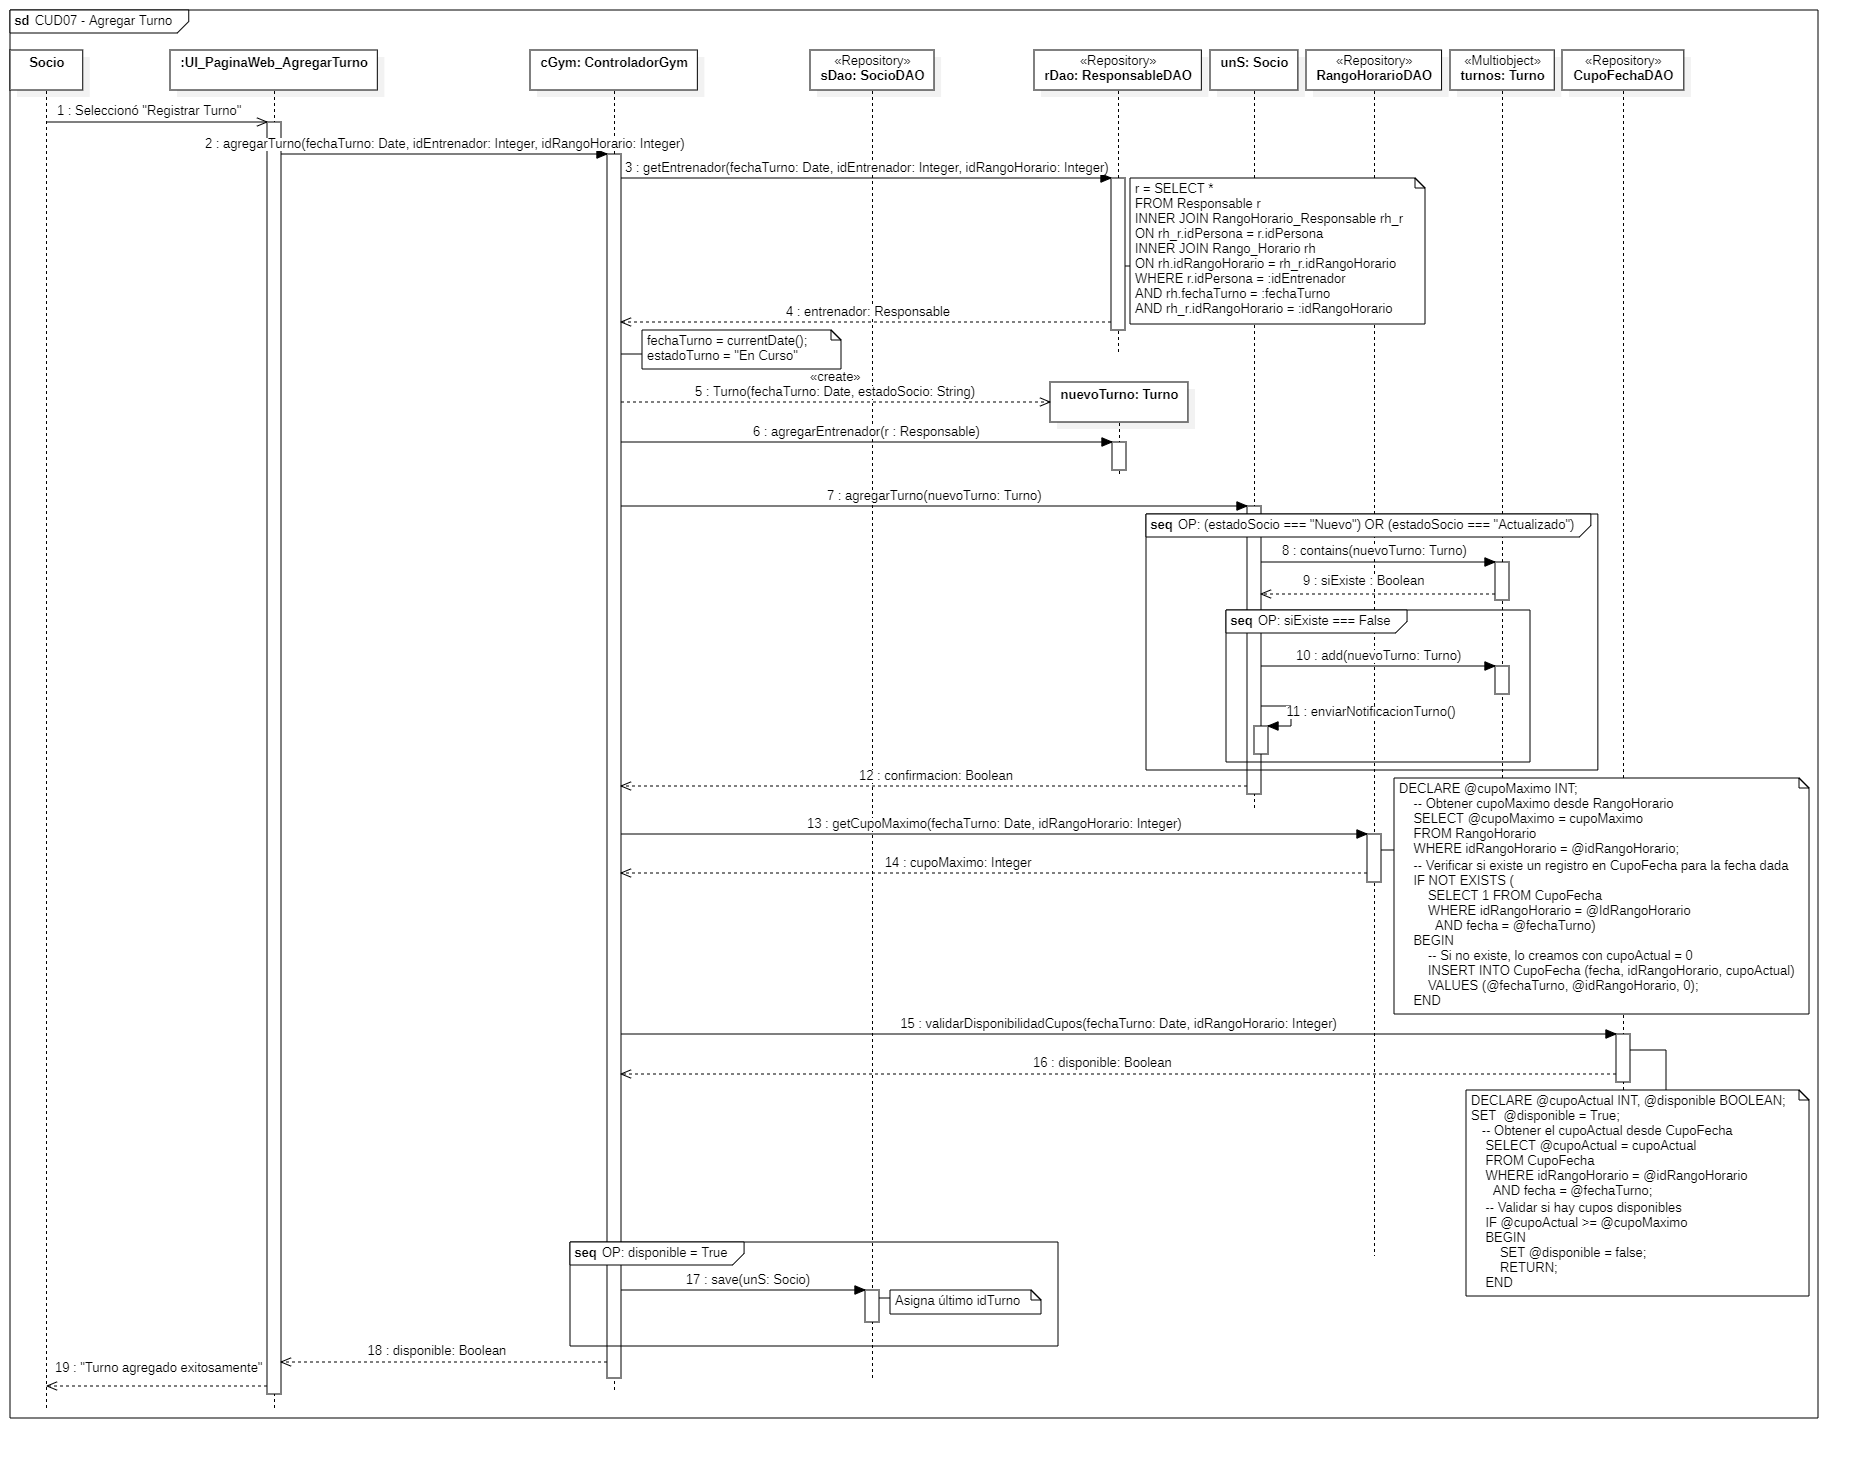 sd CUD07 - Agregar Turno
Socio
:UI_PaginaWeb_AgregarTurno
cGym: ControladorGym
«Repository»
sDao: SocioDAO
«Repository»
rDao: ResponsableDAO
unS: Socio
«Repository»
RangoHorarioDAO
«Multiobject»
turnos: Turno
«Repository»
CupoFechaDAO
1 : Seleccionó "Registrar Turno"
2 : agregarTurno(fechaTurno: Date, idEntrenador: Integer, idRangoHorario: Integer)
3 : getEntrenador(fechaTurno: Date, idEntrenador: Integer, idRangoHorario: Integer)
r = SELECT *
FROM Responsable r
INNER JOIN RangoHorario_Responsable rh_r
ON rh_r.idPersona = r.idPersona
INNER JOIN Rango_Horario rh
ON rh.idRangoHorario = rh_r.idRangoHorario
WHERE r.idPersona = :idEntrenador
AND rh.fechaTurno = :fechaTurno
AND rh_r.idRangoHorario = :idRangoHorario
4 : entrenador: Responsable
fechaTurno = currentDate();
estadoTurno = "En Curso"
«create»
5 : Turno(fechaTurno: Date, estadoSocio: String)
nuevoTurno: Turno
6 : agregarEntrenador(r : Responsable)
7 : agregarTurno(nuevoTurno: Turno)
seq OP: (estadoSocio === "Nuevo") OR (estadoSocio === "Actualizado")
8 : contains(nuevoTurno: Turno)
9 : siExiste : Boolean
seq OP: siExiste === False
10 : add(nuevoTurno: Turno)
11 : enviarNotificacionTurno()
12 : confirmacion: Boolean
13 : getCupoMaximo(fechaTurno: Date, idRangoHorario: Integer)
14 : cupoMaximo: Integer
DECLARE @cupoMaximo INT;
-- Obtener cupoMaximo desde RangoHorario
SELECT @cupoMaximo = cupoMaximo
FROM RangoHorario
WHERE idRangoHorario = @idRangoHorario;
-- Verificar si existe un registro en CupoFecha para la fecha dada
IF NOT EXISTS (
SELECT 1 FROM CupoFecha
WHERE idRangoHorario = @IdRangoHorario
AND fecha = @fechaTurno)
BEGIN
-- Si no existe, lo creamos con cupoActual = 0
INSERT INTO CupoFecha (fecha, idRangoHorario, cupoActual)
VALUES (@fechaTurno, @idRangoHorario, 0);
END
15 : validarDisponibilidadCupos(fechaTurno: Date, idRangoHorario: Integer)
16 : disponible: Boolean
DECLARE @cupoActual INT, @disponible BOOLEAN;
SET  @disponible = True;
-- Obtener el cupoActual desde CupoFecha
SELECT @cupoActual = cupoActual
FROM CupoFecha
WHERE idRangoHorario = @idRangoHorario
AND fecha = @fechaTurno;
-- Validar si hay cupos disponibles
IF @cupoActual >= @cupoMaximo
BEGIN
SET @disponible = false;
RETURN;
END
seq OP: disponible = True
17 : save(unS: Socio)
Asigna último idTurno
18 : disponible: Boolean
19 : "Turno agregado exitosamente"